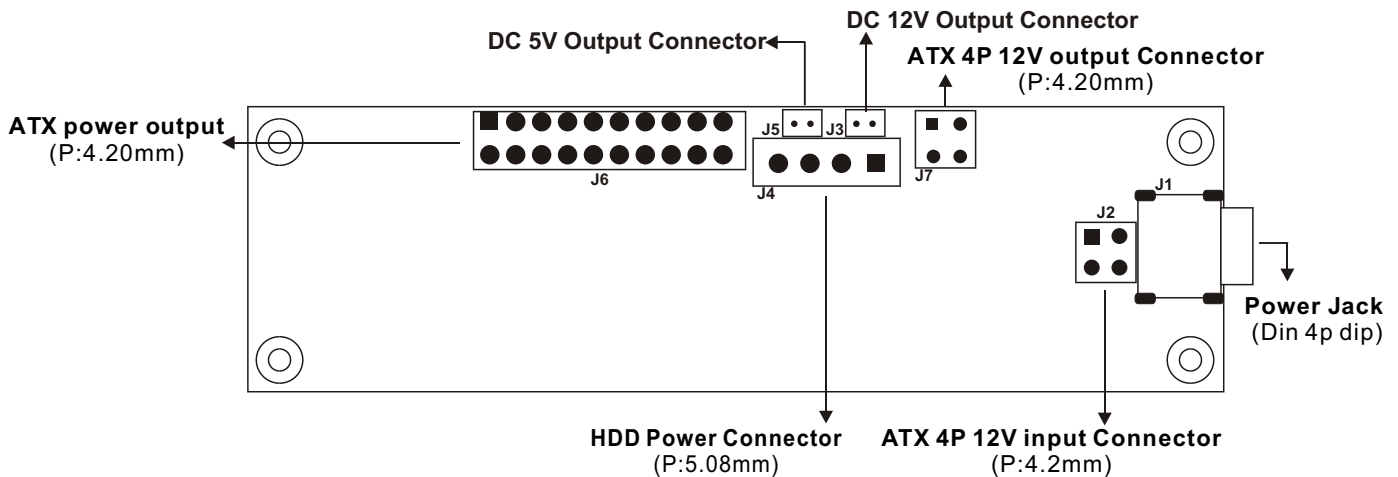 DC 12V Output Connector
DC 5V Output Connector
ATX 4P 12V output Connector
(P:4.20mm)
ATX power output
(P:4.20mm)
J5
J3
J6
J4
J7
J1
J2
Power Jack
(Din 4p dip)
HDD Power Connector
(P:5.08mm)
ATX 4P 12V input Connector
(P:4.2mm)